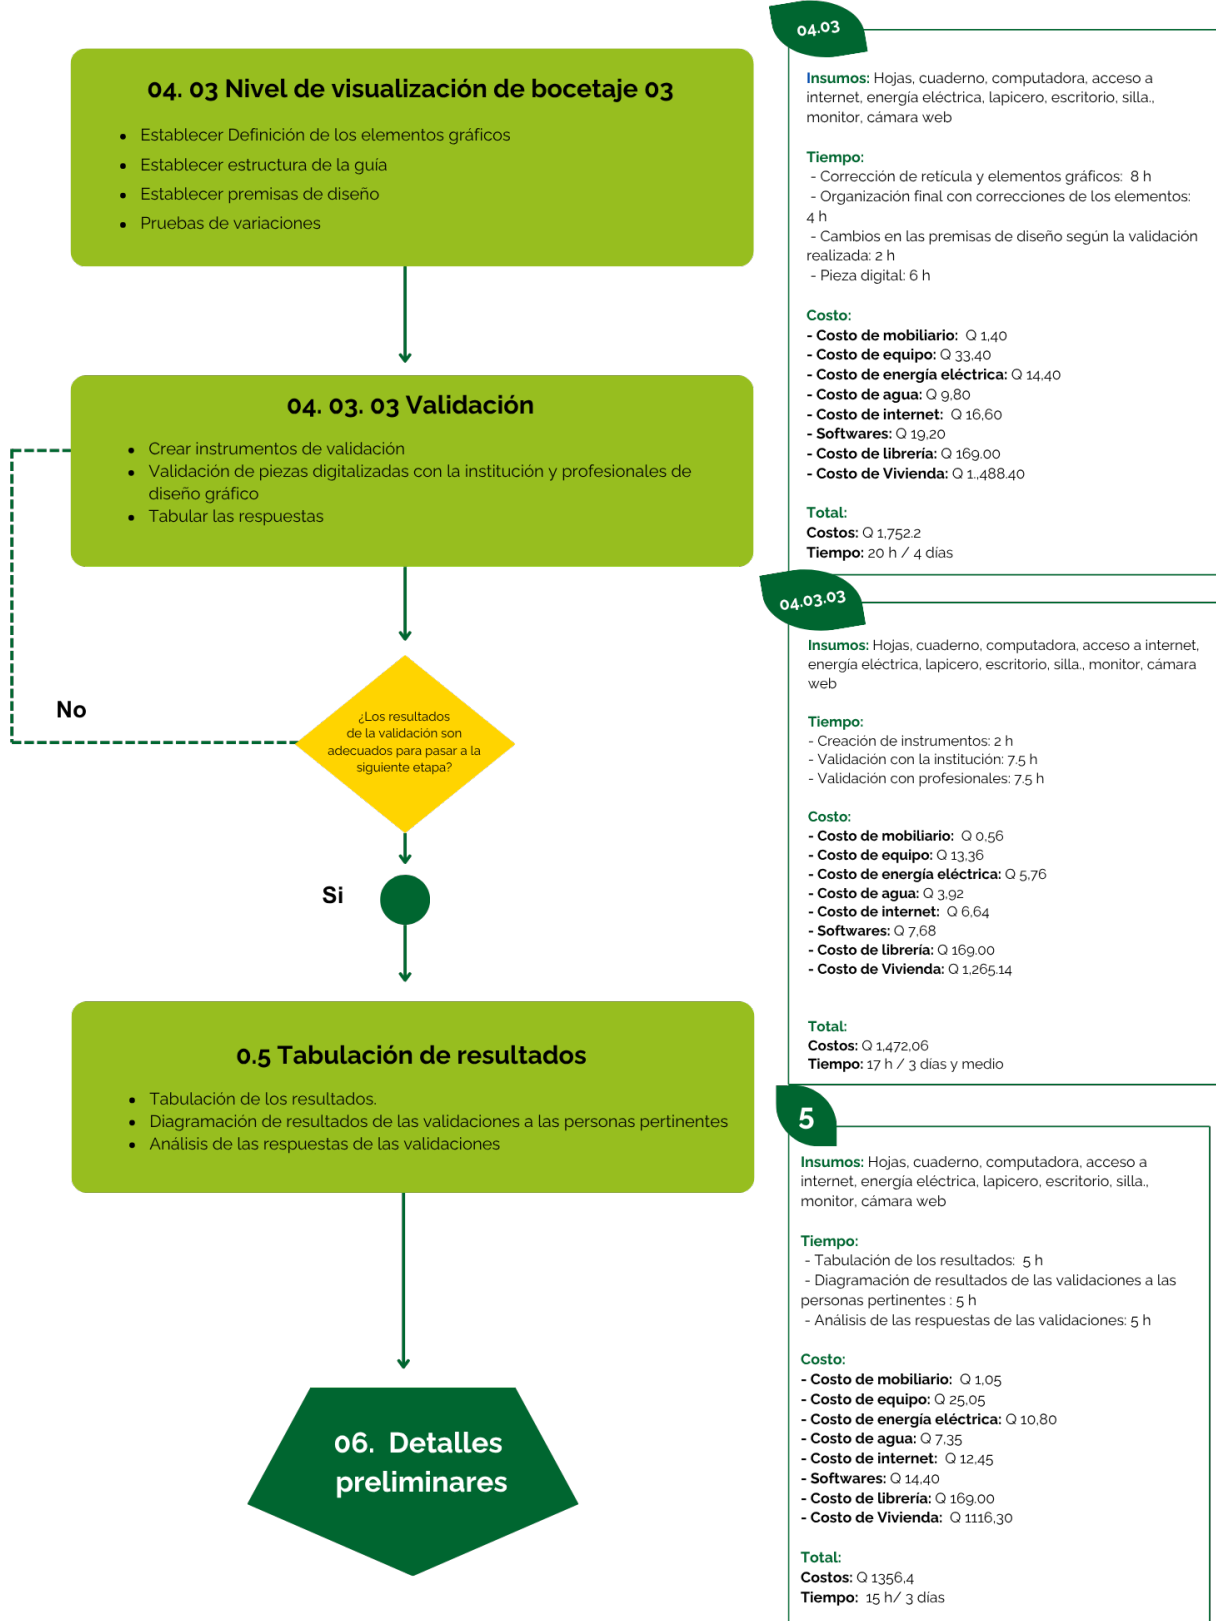 04. 03 Nivel de visualización de bocetaje 03
• Establecer Definición de los elementos gráficos
• Establecer estructura de la guía
• Establecer premisas de diseño
• Pruebas de variaciones
04. 03. 03 Validación
• Crear instrumentos de validación
• Validación de piezas digitalizadas con la institución y profesionales de
diseño gráfico
• Tabular las respuestas
No
¿Los resultados
de la validación son
adecuados para pasar a la
siguiente etapa?
Si
0.5 Tabulación de resultados
• Tabulación de los resultados.
• Diagramación de resultados de las validaciones a las personas pertinentes
• Análisis de las respuestas de las validaciones
06. Detalles
preliminares
04.03
Insumos: Hojas, cuaderno, computadora, acceso a
internet, energía eléctrica, lapicero, escritorio, silla.,
monitor, cámara web
Tiempo:
- Corrección de retícula y elementos gráficos: 8 h
- Organización final con correcciones de los elementos:
4 h
- Cambios en las premisas de diseño según la validación
realizada: 2 h
- Pieza digital: 6 h
Costo:
- Costo de mobiliario: Q 1,40
- Costo de equipo: Q 33,40
- Costo de energía eléctrica: Q 14,40
- Costo de agua: Q 9,80
- Costo de internet: Q 16,60
- Softwares: Q 19,20
- Costo de librería: Q 169.00
- Costo de Vivienda: Q 1.,488.40
Total:
Costos: Q 1,752.2
Tiempo: 20 h / 4 días
04.03.03
Insumos: Hojas, cuaderno, computadora, acceso a internet,
energía eléctrica, lapicero, escritorio, silla., monitor, cámara
web
Tiempo:
- Creación de instrumentos: 2 h
- Validación con la institución: 7.5 h
- Validación con profesionales: 7.5 h
Costo:
- Costo de mobiliario: Q 0,56
- Costo de equipo: Q 13,36
- Costo de energía eléctrica: Q 5,76
- Costo de agua: Q 3,92
- Costo de internet: Q 6,64
- Softwares: Q 7,68
- Costo de librería: Q 169.00
- Costo de Vivienda: Q 1,265.14
Total:
Costos: Q 1,472,06
Tiempo: 17 h / 3 días y medio
5
Insumos: Hojas, cuaderno, computadora, acceso a
internet, energía eléctrica, lapicero, escritorio, silla.,
monitor, cámara web
Tiempo:
- Tabulación de los resultados: 5 h
- Diagramación de resultados de las validaciones a las
personas pertinentes : 5 h
- Análisis de las respuestas de las validaciones: 5 h
Costo:
- Costo de mobiliario: Q 1,05
- Costo de equipo: Q 25,05
- Costo de energía eléctrica: Q 10,80
- Costo de agua: Q 7,35
- Costo de internet: Q 12,45
- Softwares: Q 14,40
- Costo de librería: Q 169.00
- Costo de Vivienda: Q 1116,30
Total:
Costos: Q 1356,4
Tiempo: 15 h/ 3 días